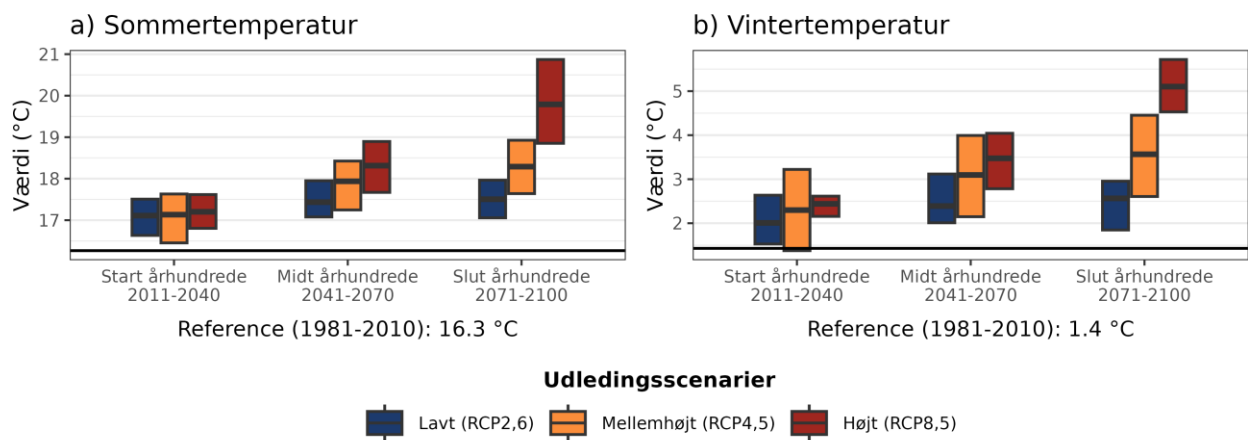 a) Sommertemperatur
b) Vintertemperatur
Værdi (°C)
21
20
19
18
17
Start århundrede
2011-2040
Midt århundrede
2041-2070
Slut århundrede
2071-2100
Reference (1981-2010): 16.3 °C
Værdi (°C)
5
4
3
2
Start århundrede
2011-2040
Midt århundrede
2041-2070
Slut århundrede
2071-2100
Reference (1981-2010): 1.4 °C
Udledingsscenarier
Lavt (RCP2,6)
Mellemhøjt (RCP4,5)
Højt (RCP8,5)